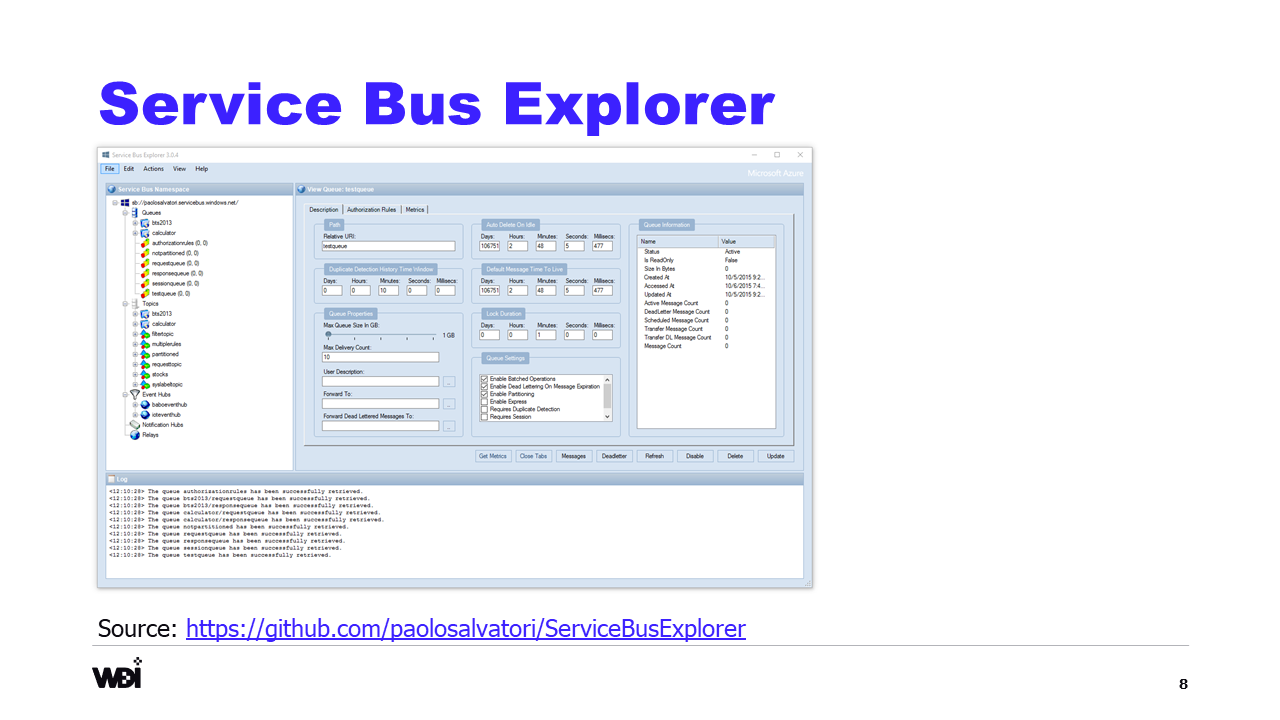 Service Bus Explorer
Service Bus Explorer 3.0.4
File Edit Actions View Help
Microsoft Azure
Service Bus Namespace
sb://paolosalvatori.servicebus.windows.net/
Queues
bts2013
calculator
authorizationrules (0, 0)
notpartitioned (0, 0)
requestqueue (0, 0)
responsequeue (0, 0)
sessionqueue (0, 0)
testqueue (0, 0)
Topics
bts2013
calculator
filtertopic
multiplerules
partitioned
requesttopic
stocks
syslabeltopic
Event Hubs
baboeventhub
ioteventhub
Notification Hubs
Relays
View Queue: testqueue
Description Authorization Rules Metrics
Path
Relative URI:
testqueue
Duplicate Detection History Time Window
Days: Hours: Minutes: Seconds: Millisecs:
0 0 10 0 0
Queue Properties
Max Queue Size In GB:
1 GB
Max Delivery Count:
10
User Description:
...
Forward To:
...
Forward Dead Lettered Messages To:
...
Auto Delete On Idle
Days: Hours: Minutes: Seconds: Millisecs:
106751 2 48 5 477
Default Message Time To Live
Days: Hours: Minutes: Seconds: Millisecs:
106751 2 48 5 477
Lock Duration
Days: Hours: Minutes: Seconds: Millisecs:
0 0 1 0 0
Queue Settings
Enable Batched Operations
Enable Dead Lettering On Message Expiration
Enable Partitioning
Enable Express
Requires Duplicate Detection
Requires Session
Queue Information
Name Value
Status Active
Is ReadOnly False
Size In Bytes 0
Created At 10/5/2015 9:2...
Accessed At 10/6/2015 7:4...
Updated At 10/5/2015 9:2...
Active Message Count 0
DeadLetter Message Count 0
Scheduled Message Count 0
Transfer Message Count 0
Transfer DL Message Count 0
Message Count 0
Get Metrics Close Tabs Messages Deadletter Refresh Disable Delete Update
Log
<12:10:28> The queue authorizationrules has been successfully retrieved.
<12:10:28> The queue bts2013/requestqueue has been successfully retrieved.
<12:10:28> The queue bts2013/responsequeue has been successfully retrieved.
<12:10:28> The queue calculator/requestqueue has been successfully retrieved.
<12:10:28> The queue calculator/responsequeue has been successfully retrieved.
<12:10:28> The queue notpartitioned has been successfully retrieved.
<12:10:28> The queue requestqueue has been successfully retrieved.
<12:10:28> The queue responsequeue has been successfully retrieved.
<12:10:28> The queue sessionqueue has been successfully retrieved.
<12:10:28> The queue testqueue has been successfully retrieved.
Source: https://github.com/paolosalvatori/ServiceBusExplorer
WDI
8